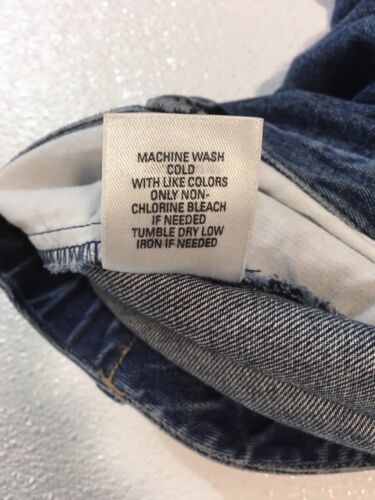 MACHINE WASH
COLD
WITH LIKE COLORS
ONLY NON-
CHLORINE BLEACH
IF NEEDED
TUMBLE DRY LOW
IRON IF NEEDED